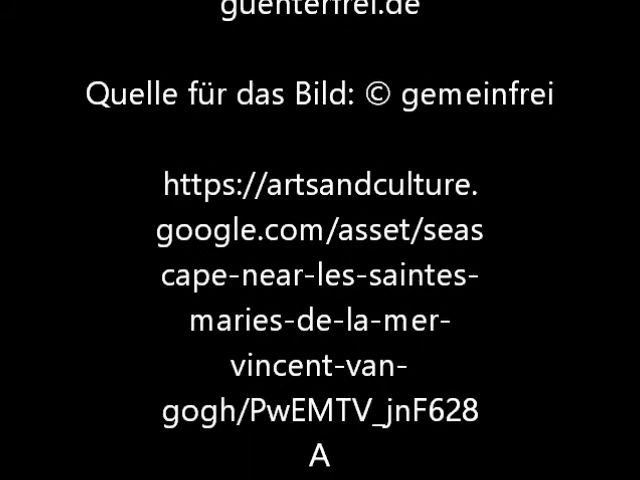 guenterfrei.de
Quelle für das Bild: © gemeinfrei
https://artsandculture.
google.com/asset/seas
cape-near-les-saintes-
maries-de-la-mer-
vincent-van-
gogh/PwEMTV_jnF628
A